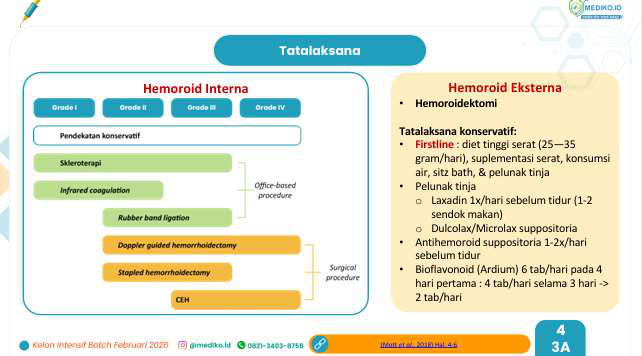 MEDIKO.ID
Tatalaksana
Hemoroid Interna
Grade I
Grade II
Grade III
Grade IV
Pendekatan konservatif
Skleroterapi
Infrared coagulation
Rubber band ligation
Office-based
procedure
Doppler guided hemorrhoidectomy
Stapled hemorrhoidectomy
CEH
Surgical
procedure
Hemoroid Eksterna
• Hemoroidektomi
Tatalaksana konservatif:
• Firstline : diet tinggi serat (25—35
gram/hari), suplementasi serat, konsumsi
air, sitz bath, & pelunak tinja
• Pelunak tinja
o Laxadin 1x/hari sebelum tidur (1-2
sendok makan)
o Dulcolax/Microlax suppositoria
• Antihemoroid suppositoria 1-2x/hari
sebelum tidur
• Bioflavonoid (Ardium) 6 tab/hari pada 4
hari pertama : 4 tab/hari selama 3 hari ->
2 tab/hari
Kelon Intensif Batch Februari 2026
@mediko.id
0821-3403-8756
(Mott et al., 2018) Hal. 4-6
4
3A